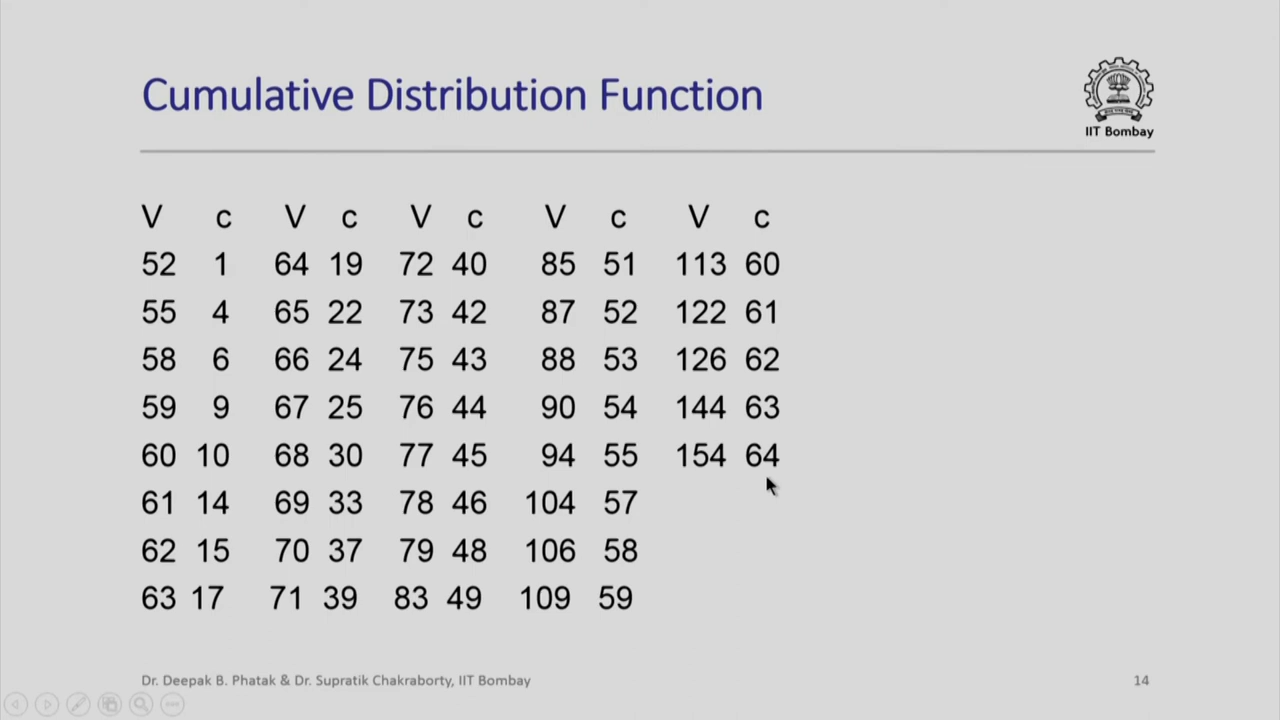 Cumulative Distribution Function
IIT Bombay
V c V c V c V c V c
52 1 64 19 72 40 85 51 113 60
55 4 65 22 73 42 87 52 122 61
58 6 66 24 75 43 88 53 126 62
59 9 67 25 76 44 90 54 144 63
60 10 68 30 77 45 94 55 154 64
61 14 69 33 78 46 104 57
62 15 70 37 79 48 106 58
63 17 71 39 83 49 109 59
Dr. Deepak B. Phatak & Dr. Supratik Chakraborty, IIT Bombay 14